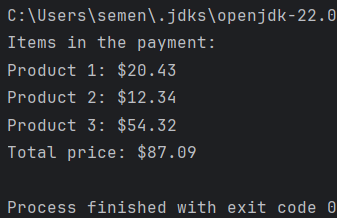 C:\Users\semen\.jdks\openjdk-22.0
Items in the payment:
Product 1: $20.43
Product 2: $12.34
Product 3: $54.32
Total price: $87.09
Process finished with exit code 0